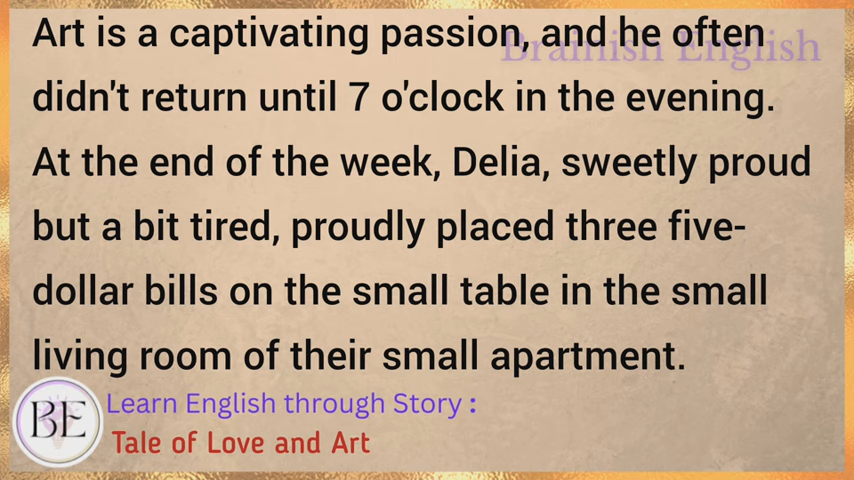 Art is a captivating passion, and he often
Brainish English
didn't return until 7 o'clock in the evening.
At the end of the week, Delia, sweetly proud
but a bit tired, proudly placed three five-
dollar bills on the small table in the small
living room of their small apartment.
BE
Learn English through Story :
Tale of Love and Art